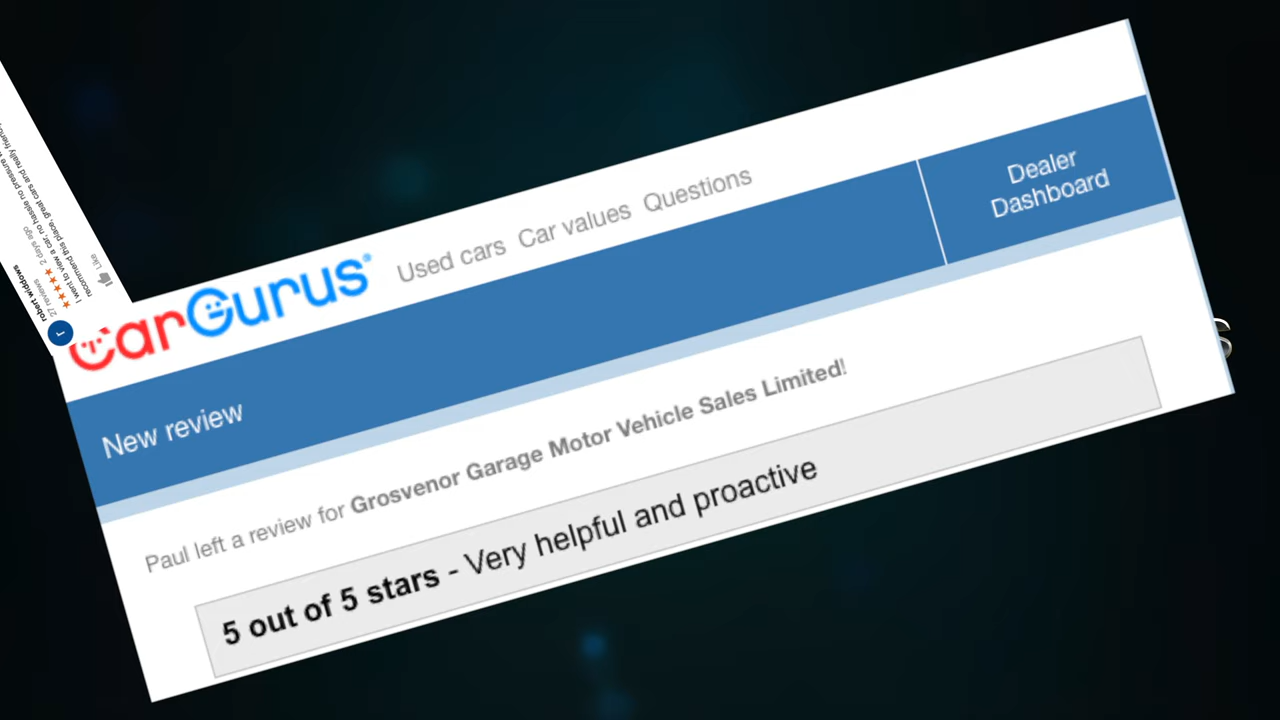 CarGurus®
Used cars Car values Questions
New review
Dealer
Dashboard
Paul left a review for Grosvenor Garage Motor Vehicle Sales Limited!
5 out of 5 stars - Very helpful and proactive
robert widdows
27 reviews
★★★★★ 2 days ago
I went to view a car, no hassle no pressure
recommend this place, great cars and really friendly
Like